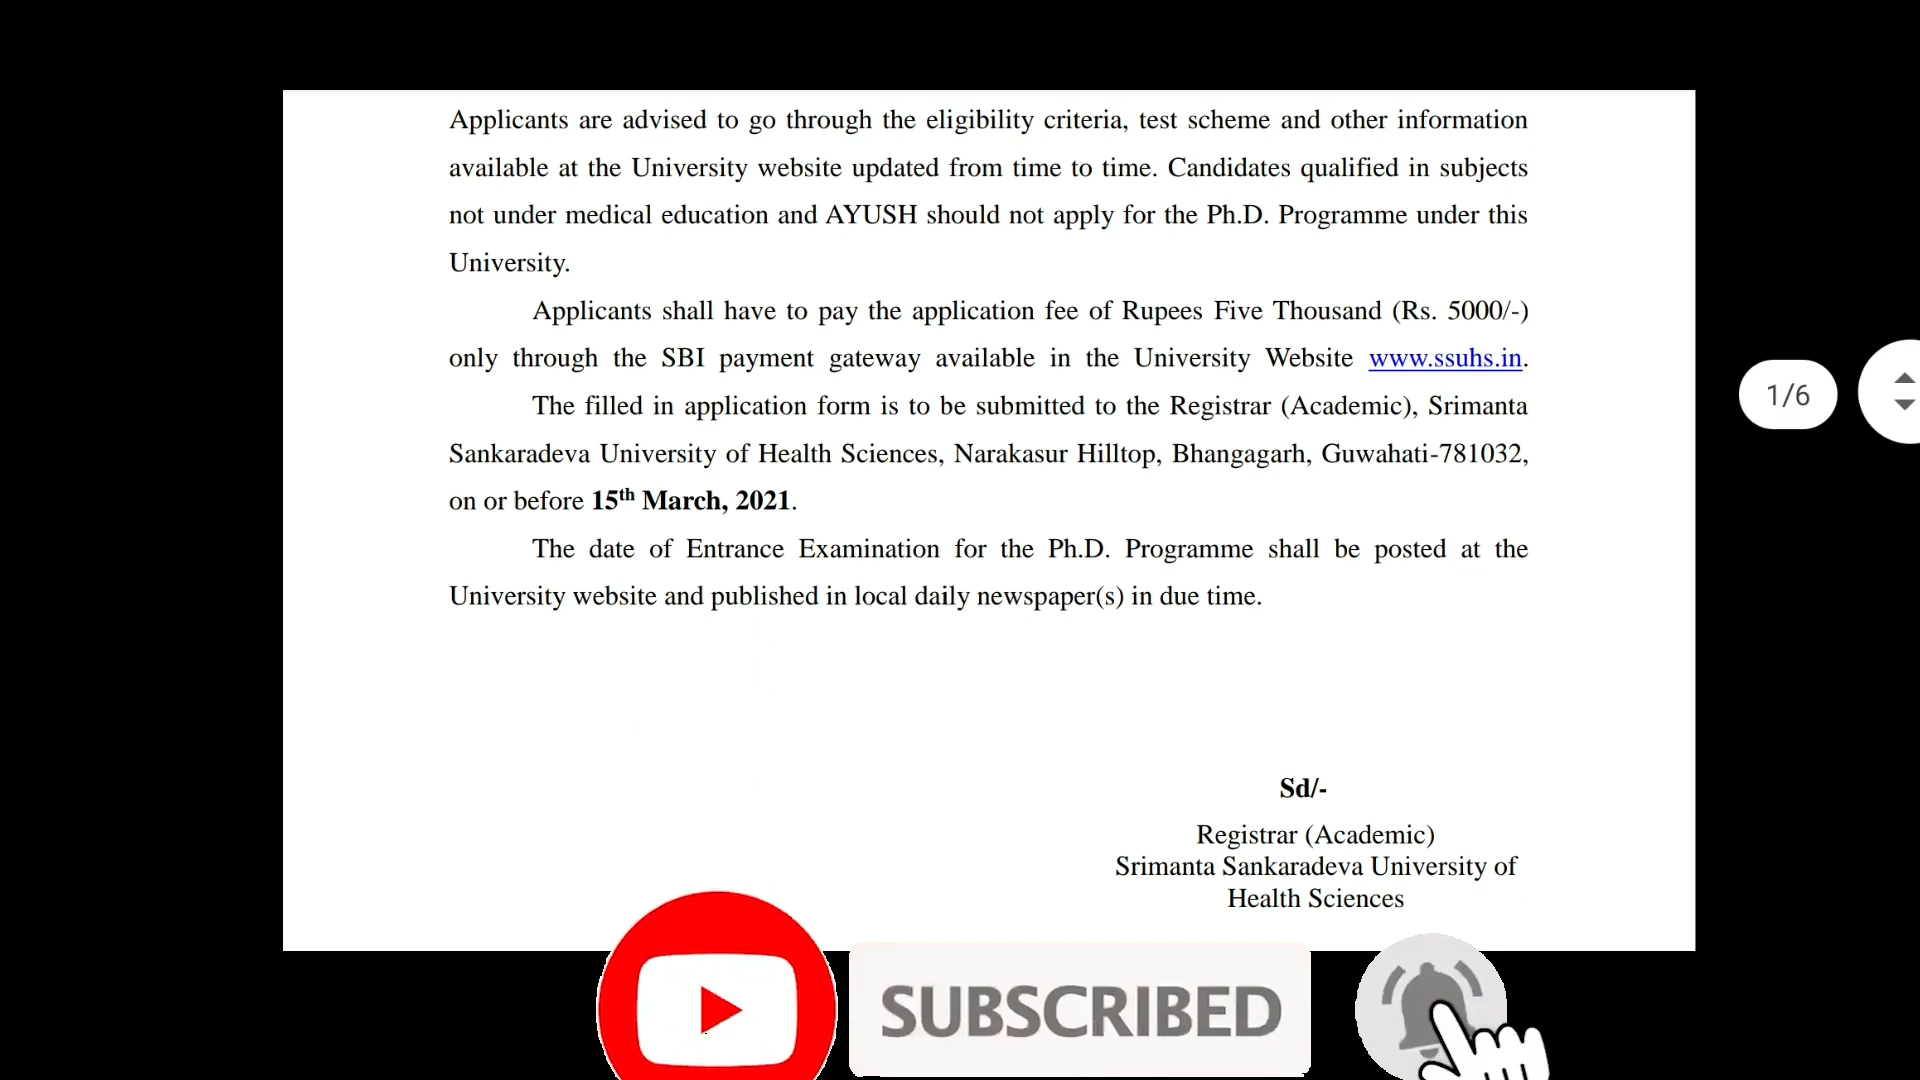 Applicants are advised to go through the eligibility criteria, test scheme and other information
available at the University website updated from time to time. Candidates qualified in subjects
not under medical education and AYUSH should not apply for the Ph.D. Programme under this
University.
Applicants shall have to pay the application fee of Rupees Five Thousand (Rs. 5000/-)
only through the SBI payment gateway available in the University Website www.ssuhs.in.
The filled in application form is to be submitted to the Registrar (Academic), Srimanta
Sankaradeva University of Health Sciences, Narakasur Hilltop, Bhangagarh, Guwahati-781032,
on or before 15th March, 2021.
The date of Entrance Examination for the Ph.D. Programme shall be posted at the
University website and published in local daily newspaper(s) in due time.
1/6
Sd/-
Registrar (Academic)
Srimanta Sankaradeva University of
Health Sciences
SUBSCRIBED